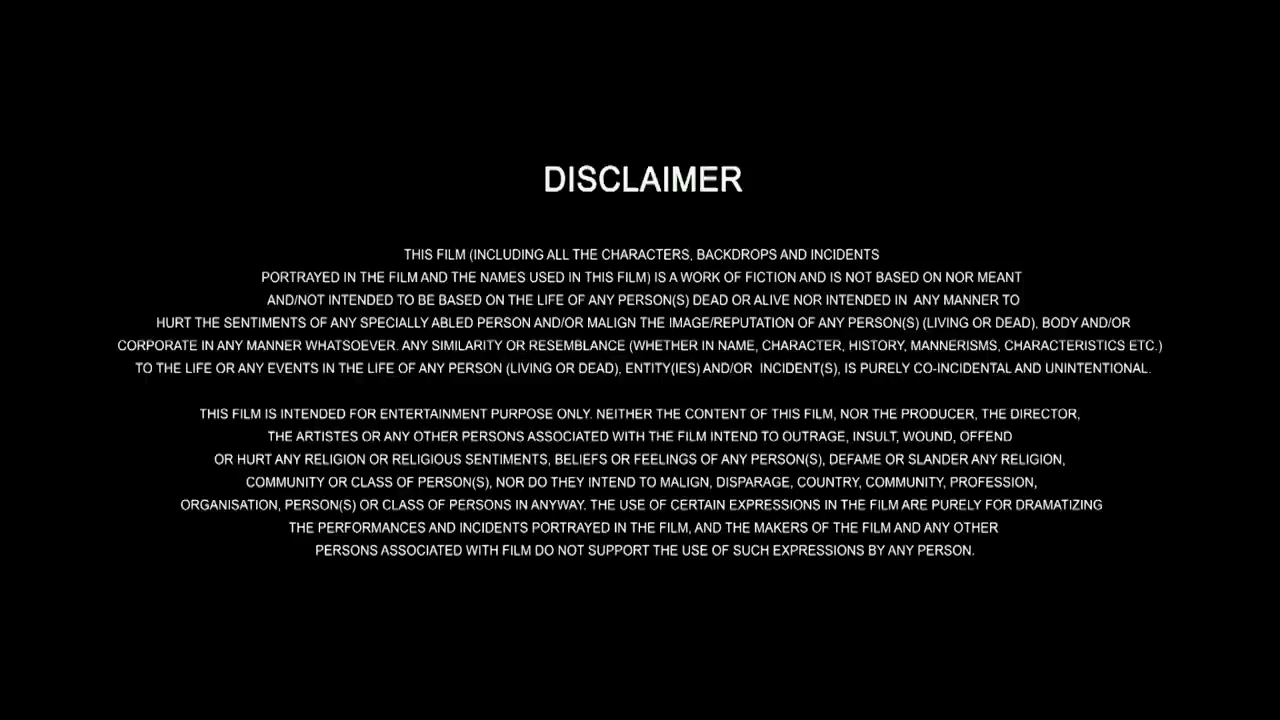 DISCLAIMER
THIS FILM (INCLUDING ALL THE CHARACTERS, BACKDROPS AND INCIDENTS
PORTRAYED IN THE FILM AND THE NAMES USED IN THIS FILM) IS A WORK OF FICTION AND IS NOT BASED ON NOR MEANT
AND/NOT INTENDED TO BE BASED ON THE LIFE OF ANY PERSON(S) DEAD OR ALIVE NOR INTENDED IN ANY MANNER TO
HURT THE SENTIMENTS OF ANY SPECIALLY ABLED PERSON AND/OR MALIGN THE IMAGE/REPUTATION OF ANY PERSON(S) (LIVING OR DEAD), BODY AND/OR
CORPORATE IN ANY MANNER WHATSOEVER. ANY SIMILARITY OR RESEMBLANCE (WHETHER IN NAME, CHARACTER, HISTORY, MANNERISMS, CHARACTERISTICS ETC.)
TO THE LIFE OR ANY EVENTS IN THE LIFE OF ANY PERSON (LIVING OR DEAD), ENTITY(IES) AND/OR INCIDENT(S), IS PURELY CO-INCIDENTAL AND UNINTENTIONAL.
THIS FILM IS INTENDED FOR ENTERTAINMENT PURPOSE ONLY. NEITHER THE CONTENT OF THIS FILM, NOR THE PRODUCER, THE DIRECTOR,
THE ARTISTES OR ANY OTHER PERSONS ASSOCIATED WITH THE FILM INTEND TO OUTRAGE, INSULT, WOUND, OFFEND
OR HURT ANY RELIGION OR RELIGIOUS SENTIMENTS, BELIEFS OR FEELINGS OF ANY PERSON(S), DEFAME OR SLANDER ANY RELIGION,
COMMUNITY OR CLASS OF PERSON(S), NOR DO THEY INTEND TO MALIGN, DISPARAGE, COUNTRY, COMMUNITY, PROFESSION,
ORGANISATION, PERSON(S) OR CLASS OF PERSONS IN ANYWAY. THE USE OF CERTAIN EXPRESSIONS IN THE FILM ARE PURELY FOR DRAMATIZING
THE PERFORMANCES AND INCIDENTS PORTRAYED IN THE FILM, AND THE MAKERS OF THE FILM AND ANY OTHER
PERSONS ASSOCIATED WITH FILM DO NOT SUPPORT THE USE OF SUCH EXPRESSIONS BY ANY PERSON.